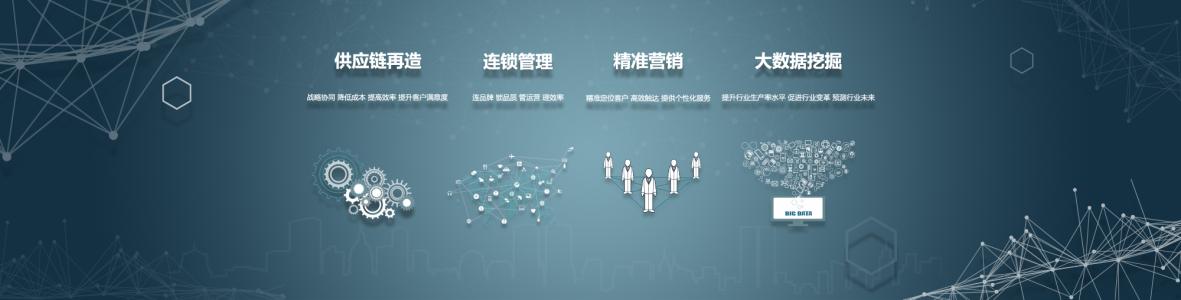 供应链再造
战略协同 降低成本 提高效率 提升客户满意度
连锁管理
连品牌 锁品质 管运营 理效率
精准营销
精准定位客户 高效触达 提供个性化服务
大数据挖掘
提升行业生产率水平 促进行业变革 预测行业未来
BIG DATA